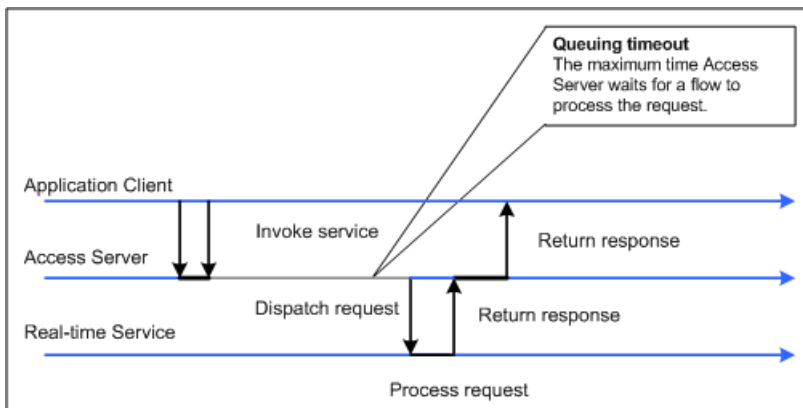 Queuing timeout
The maximum time Access
Server waits for a flow to
process the request.
Application Client
Invoke service
Return response
Access Server
Dispatch request
Return response
Real-time Service
Process request